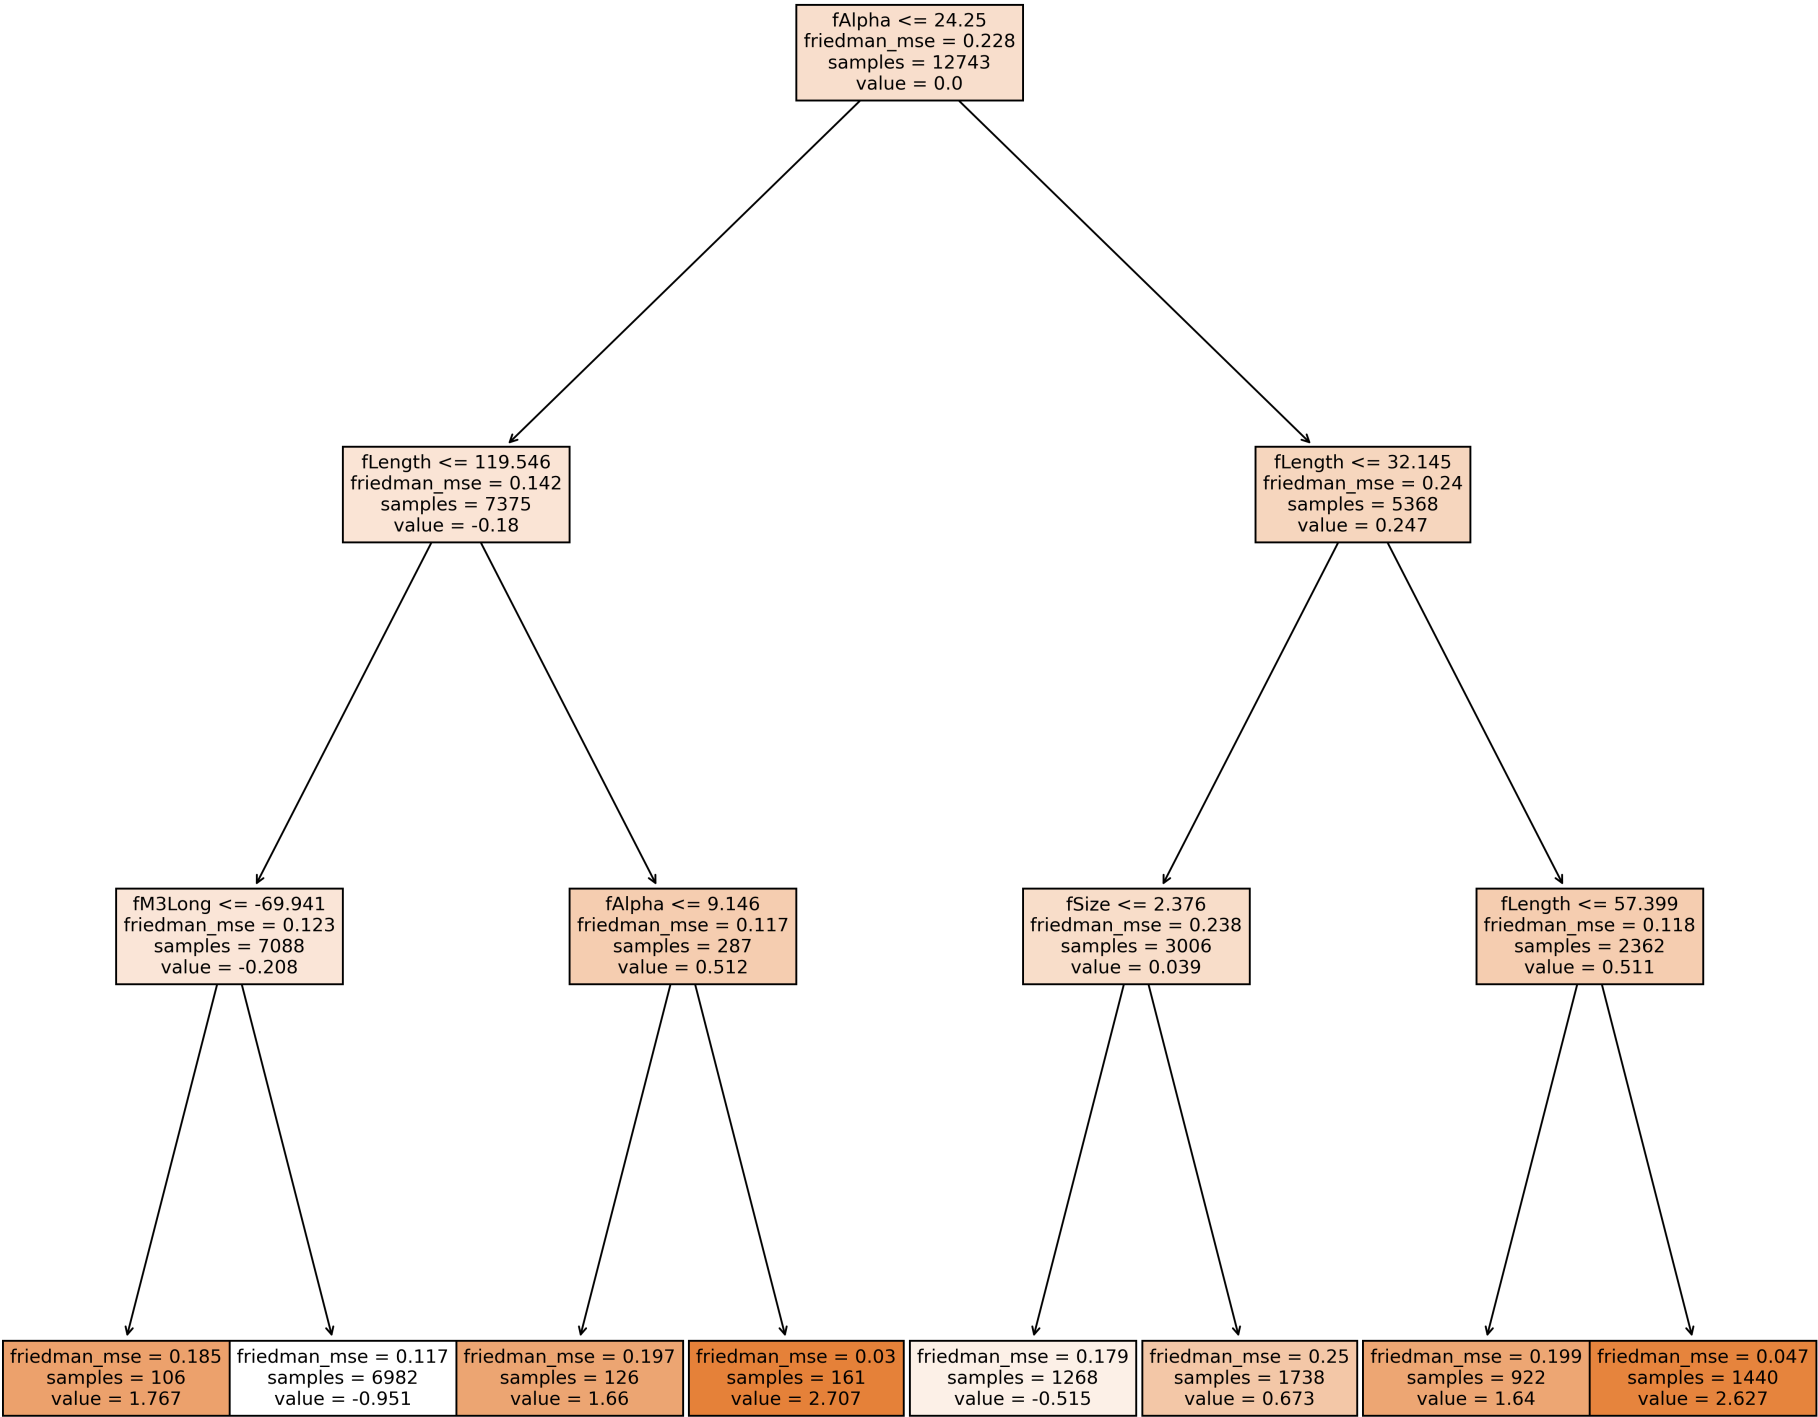 fAlpha <= 24.25
friedman_mse = 0.228
samples = 12743
value = 0.0
fLength <= 119.546
friedman_mse = 0.142
samples = 7375
value = -0.18
fLength <= 32.145
friedman_mse = 0.24
samples = 5368
value = 0.247
fM3Long <= -69.941
friedman_mse = 0.123
samples = 7088
value = -0.208
fAlpha <= 9.146
friedman_mse = 0.117
samples = 287
value = 0.512
fSize <= 2.376
friedman_mse = 0.238
samples = 3006
value = 0.039
fLength <= 57.399
friedman_mse = 0.118
samples = 2362
value = 0.511
friedman_mse = 0.185
samples = 106
value = 1.767
friedman_mse = 0.117
samples = 6982
value = -0.951
friedman_mse = 0.197
samples = 126
value = 1.66
friedman_mse = 0.03
samples = 161
value = 2.707
friedman_mse = 0.179
samples = 1268
value = -0.515
friedman_mse = 0.25
samples = 1738
value = 0.673
friedman_mse = 0.199
samples = 922
value = 1.64
friedman_mse = 0.047
samples = 1440
value = 2.627